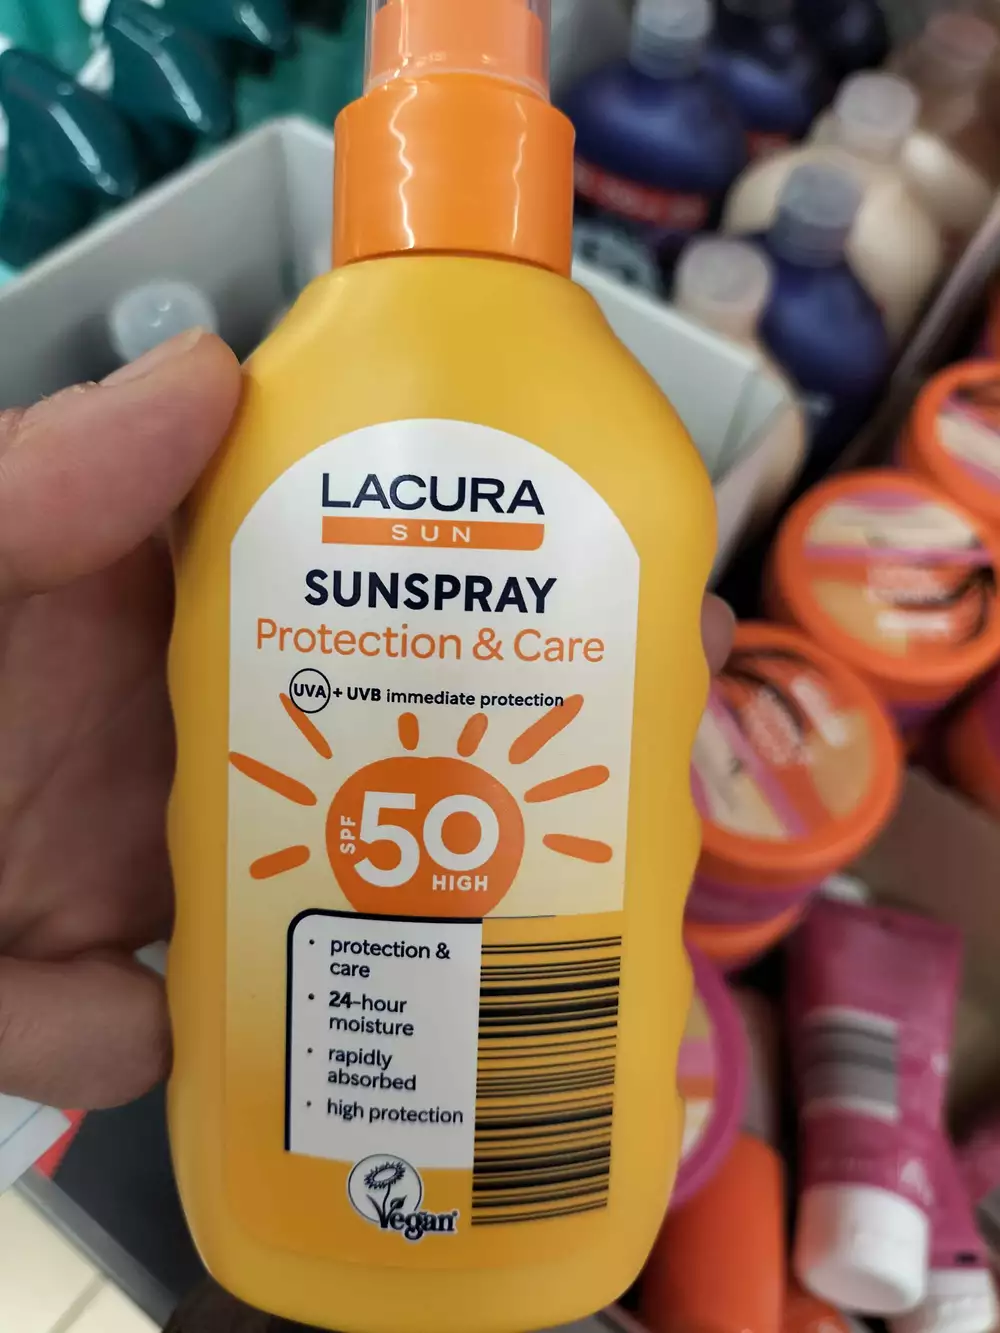 LACURA
SUN
SUNSPRAY
Protection & Care
UVA + UVB immediate protection
SPF 50
HIGH
• protection &
care
• 24-hour
moisture
• rapidly
absorbed
• high protection
Vegan